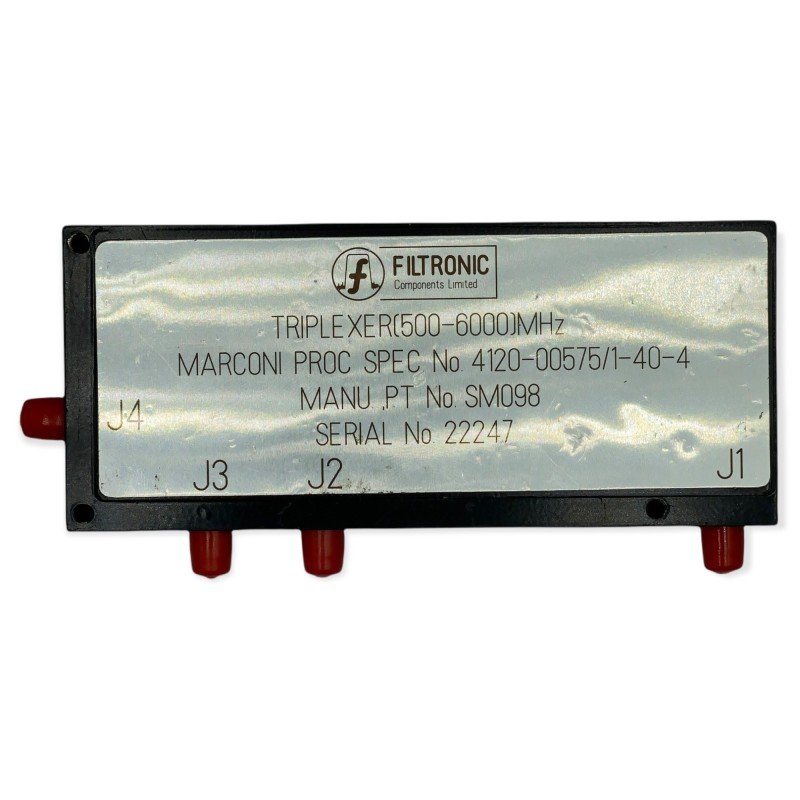 f FILTRONIC
Components Limited
TRIPLEXER(500-6000)MHz
MARCONI PROC SPEC No. 4120-00575/1-40-4
MANU .PT No. SM098
SERIAL No. 22247
J4
J3 J2 J1